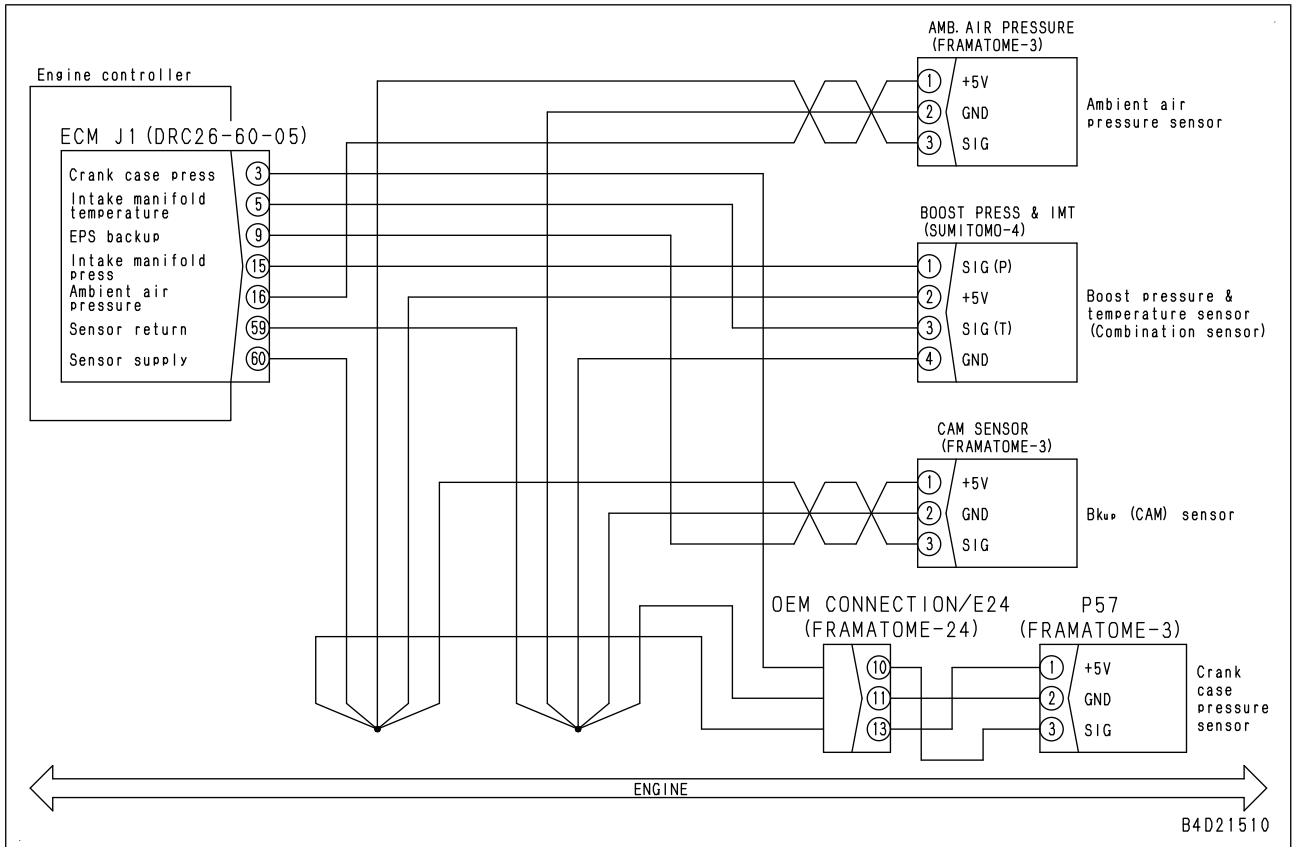 Engine controller
ECM J1 (DRC26-60-05)
Crank case press
3
Intake manifold
temperature
5
EPS backup
9
Intake manifold
press
15
Ambient air
pressure
16
Sensor return
59
Sensor supply
60
AMB. AIR PRESSURE
(FRAMATOME-3)
1 +5V
2 GND
3 SIG
Ambient air
pressure sensor
BOOST PRESS & IMT
(SUMITOMO-4)
1 SIG(P)
2 +5V
3 SIG(T)
4 GND
Boost pressure &
temperature sensor
(Combination sensor)
CAM SENSOR
(FRAMATOME-3)
1 +5V
2 GND
3 SIG
Bkup (CAM) sensor
OEM CONNECTION/E24
(FRAMATOME-24)
10
11
13
P57
(FRAMATOME-3)
1 +5V
2 GND
3 SIG
Crank
case
pressure
sensor
ENGINE
B4D21510